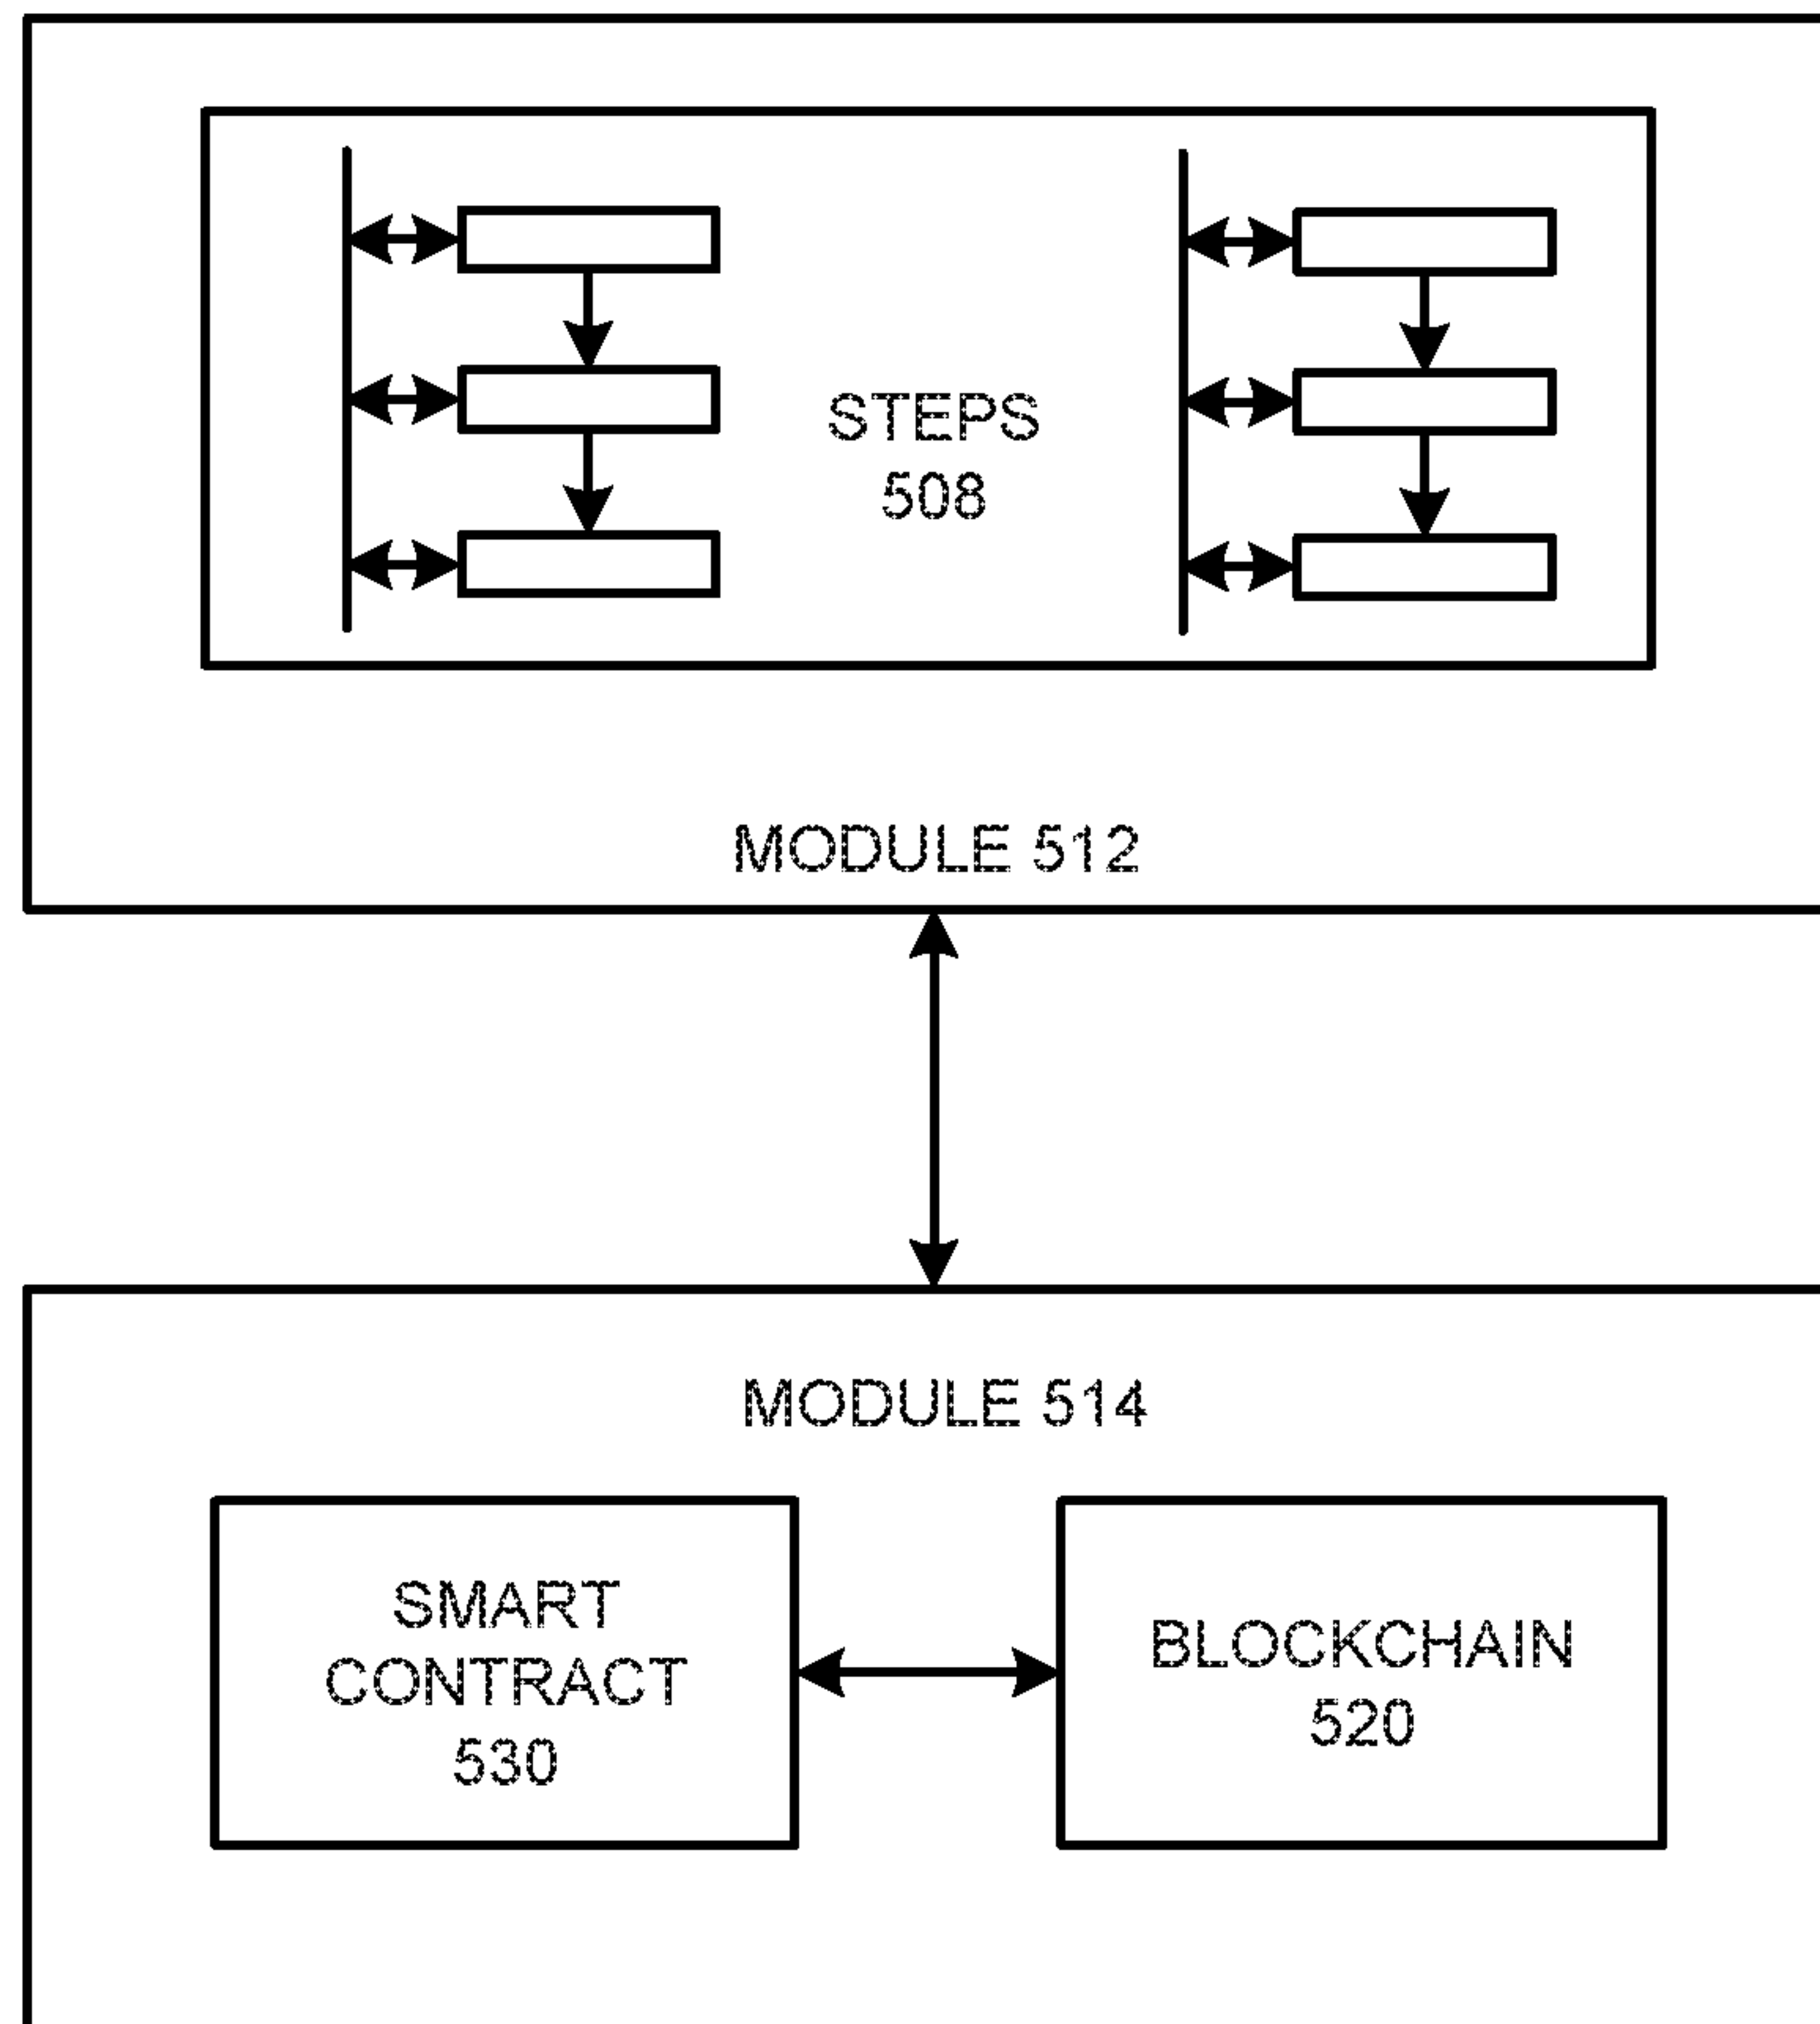 STEPS
508
MODULE 512
MODULE 514
SMART
CONTRACT
530
BLOCKCHAIN
520